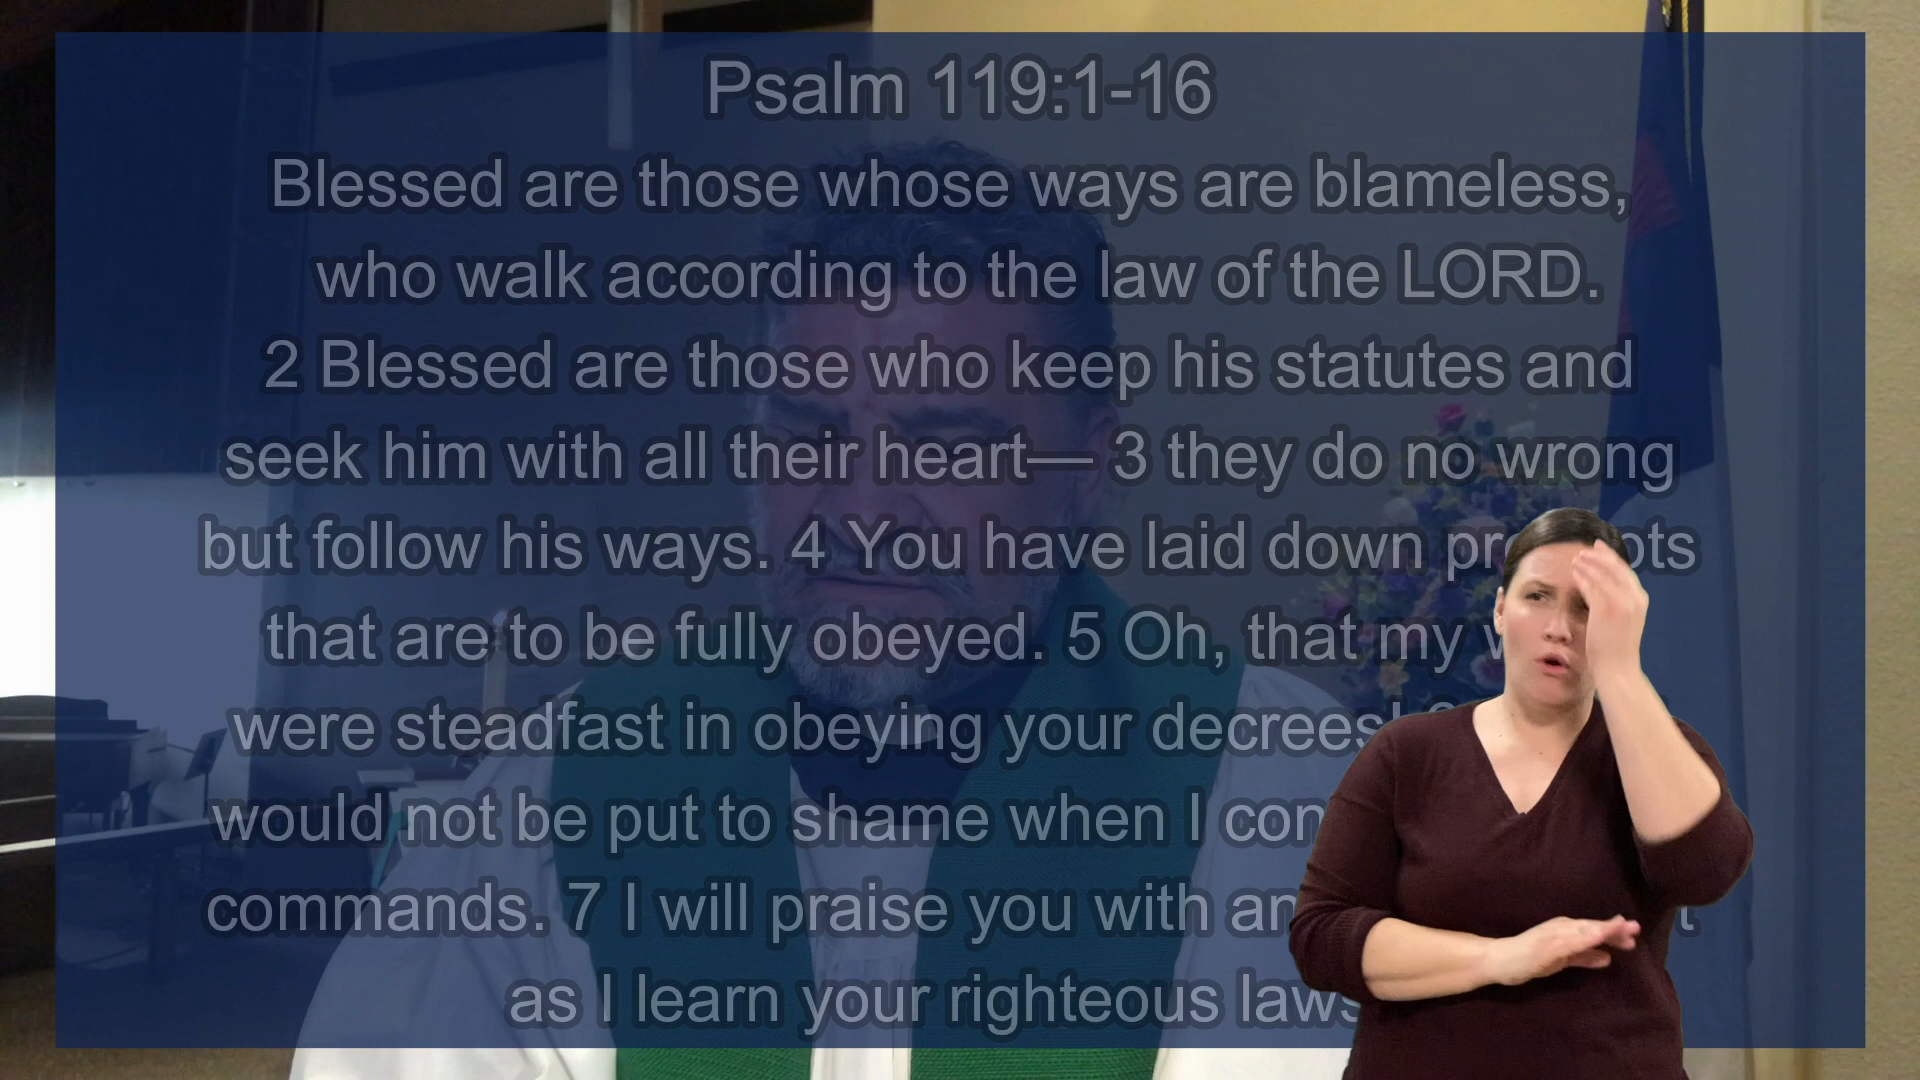 Psalm 119:1-16
Blessed are those whose ways are blameless,
who walk according to the law of the LORD.
2 Blessed are those who keep his statutes and
seek him with all their heart— 3 they do no wrong
but follow his ways. 4 You have laid down
that are to be fully obeyed. 5 Oh, that my
were steadfast in obeying your decrees!
would not be put to shame when I
commands. 7 I will praise you with an
as I learn your righteous laws